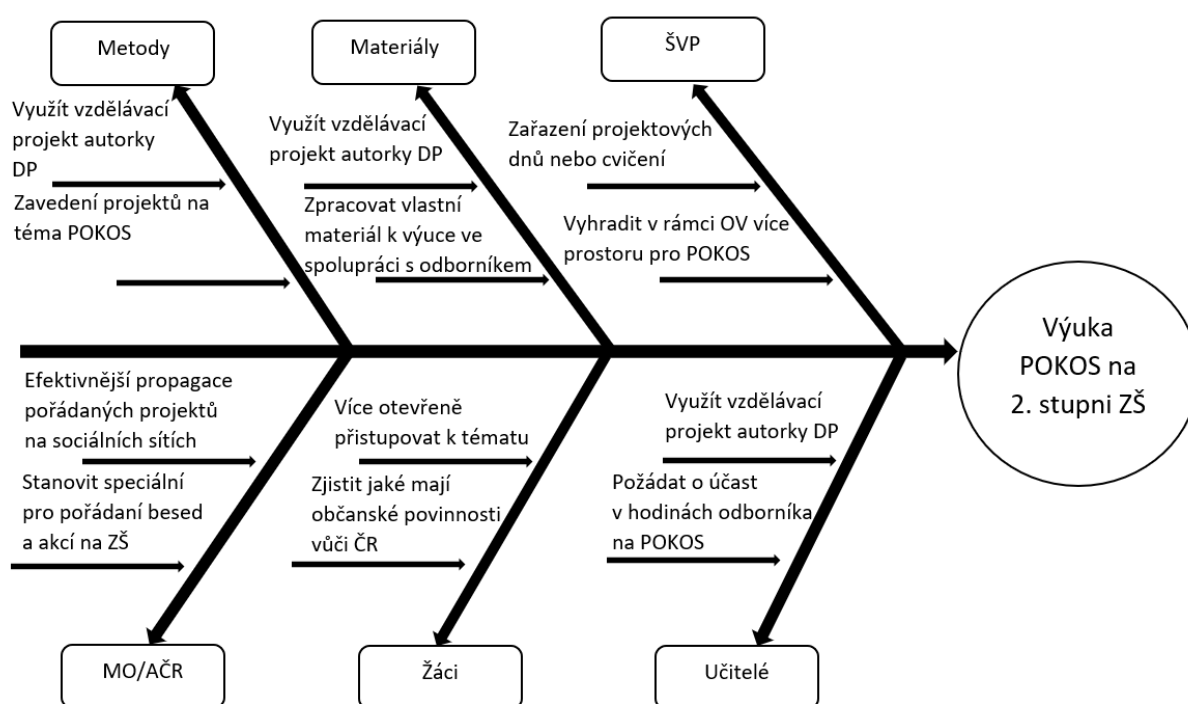 Metody
Materiály
ŠVP
Využít vzdělávací
projekt autorky
DP
Zavedení projektů na
téma POKOS
Využít vzdělávací
projekt autorky DP
Zpracovat vlastní
materiál k výuce ve
spolupráci s odborníkem
Zařazení projektových
dnů nebo cvičení
Vyhradit v rámci OV více
prostoru pro POKOS
Výuka
POKOS na
2. stupni ZŠ
Efektivnější propagace
pořádaných projektů
na sociálních sítích
Stanovit speciální
pro pořádaní besed
a akcí na ZŠ
Více otevřeně
přistupovat k tématu
Zjistit jaké mají
občanské povinnosti
vůči ČR
Využít vzdělávací
projekt autorky DP
Požádat o účast
v hodinách odborníka
na POKOS
MO/AČR
Žáci
Učitelé